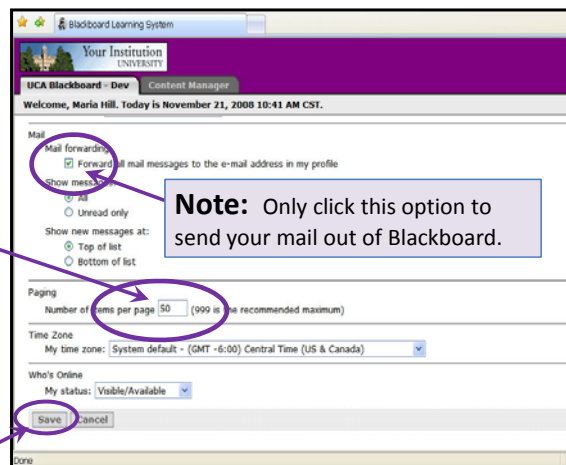 Blackboard Learning System
Your Institution
UNIVERSITY
UCA Blackboard - Dev Content Manager
Welcome, Maria Hill. Today is November 21, 2008 10:41 AM CST.
Mail
Mail forwarding
Forward all mail messages to the e-mail address in my profile
Show messages:
All
Unread only
Note: Only click this option to
send your mail out of Blackboard.
Show new messages at:
Top of list
Bottom of list
Paging
Number of items per page 50 (999 is the recommended maximum)
Time Zone
My time zone: System default - (GMT -6:00) Central Time (US & Canada)
Who's Online
My status: Visible/Available
Save Cancel
Done